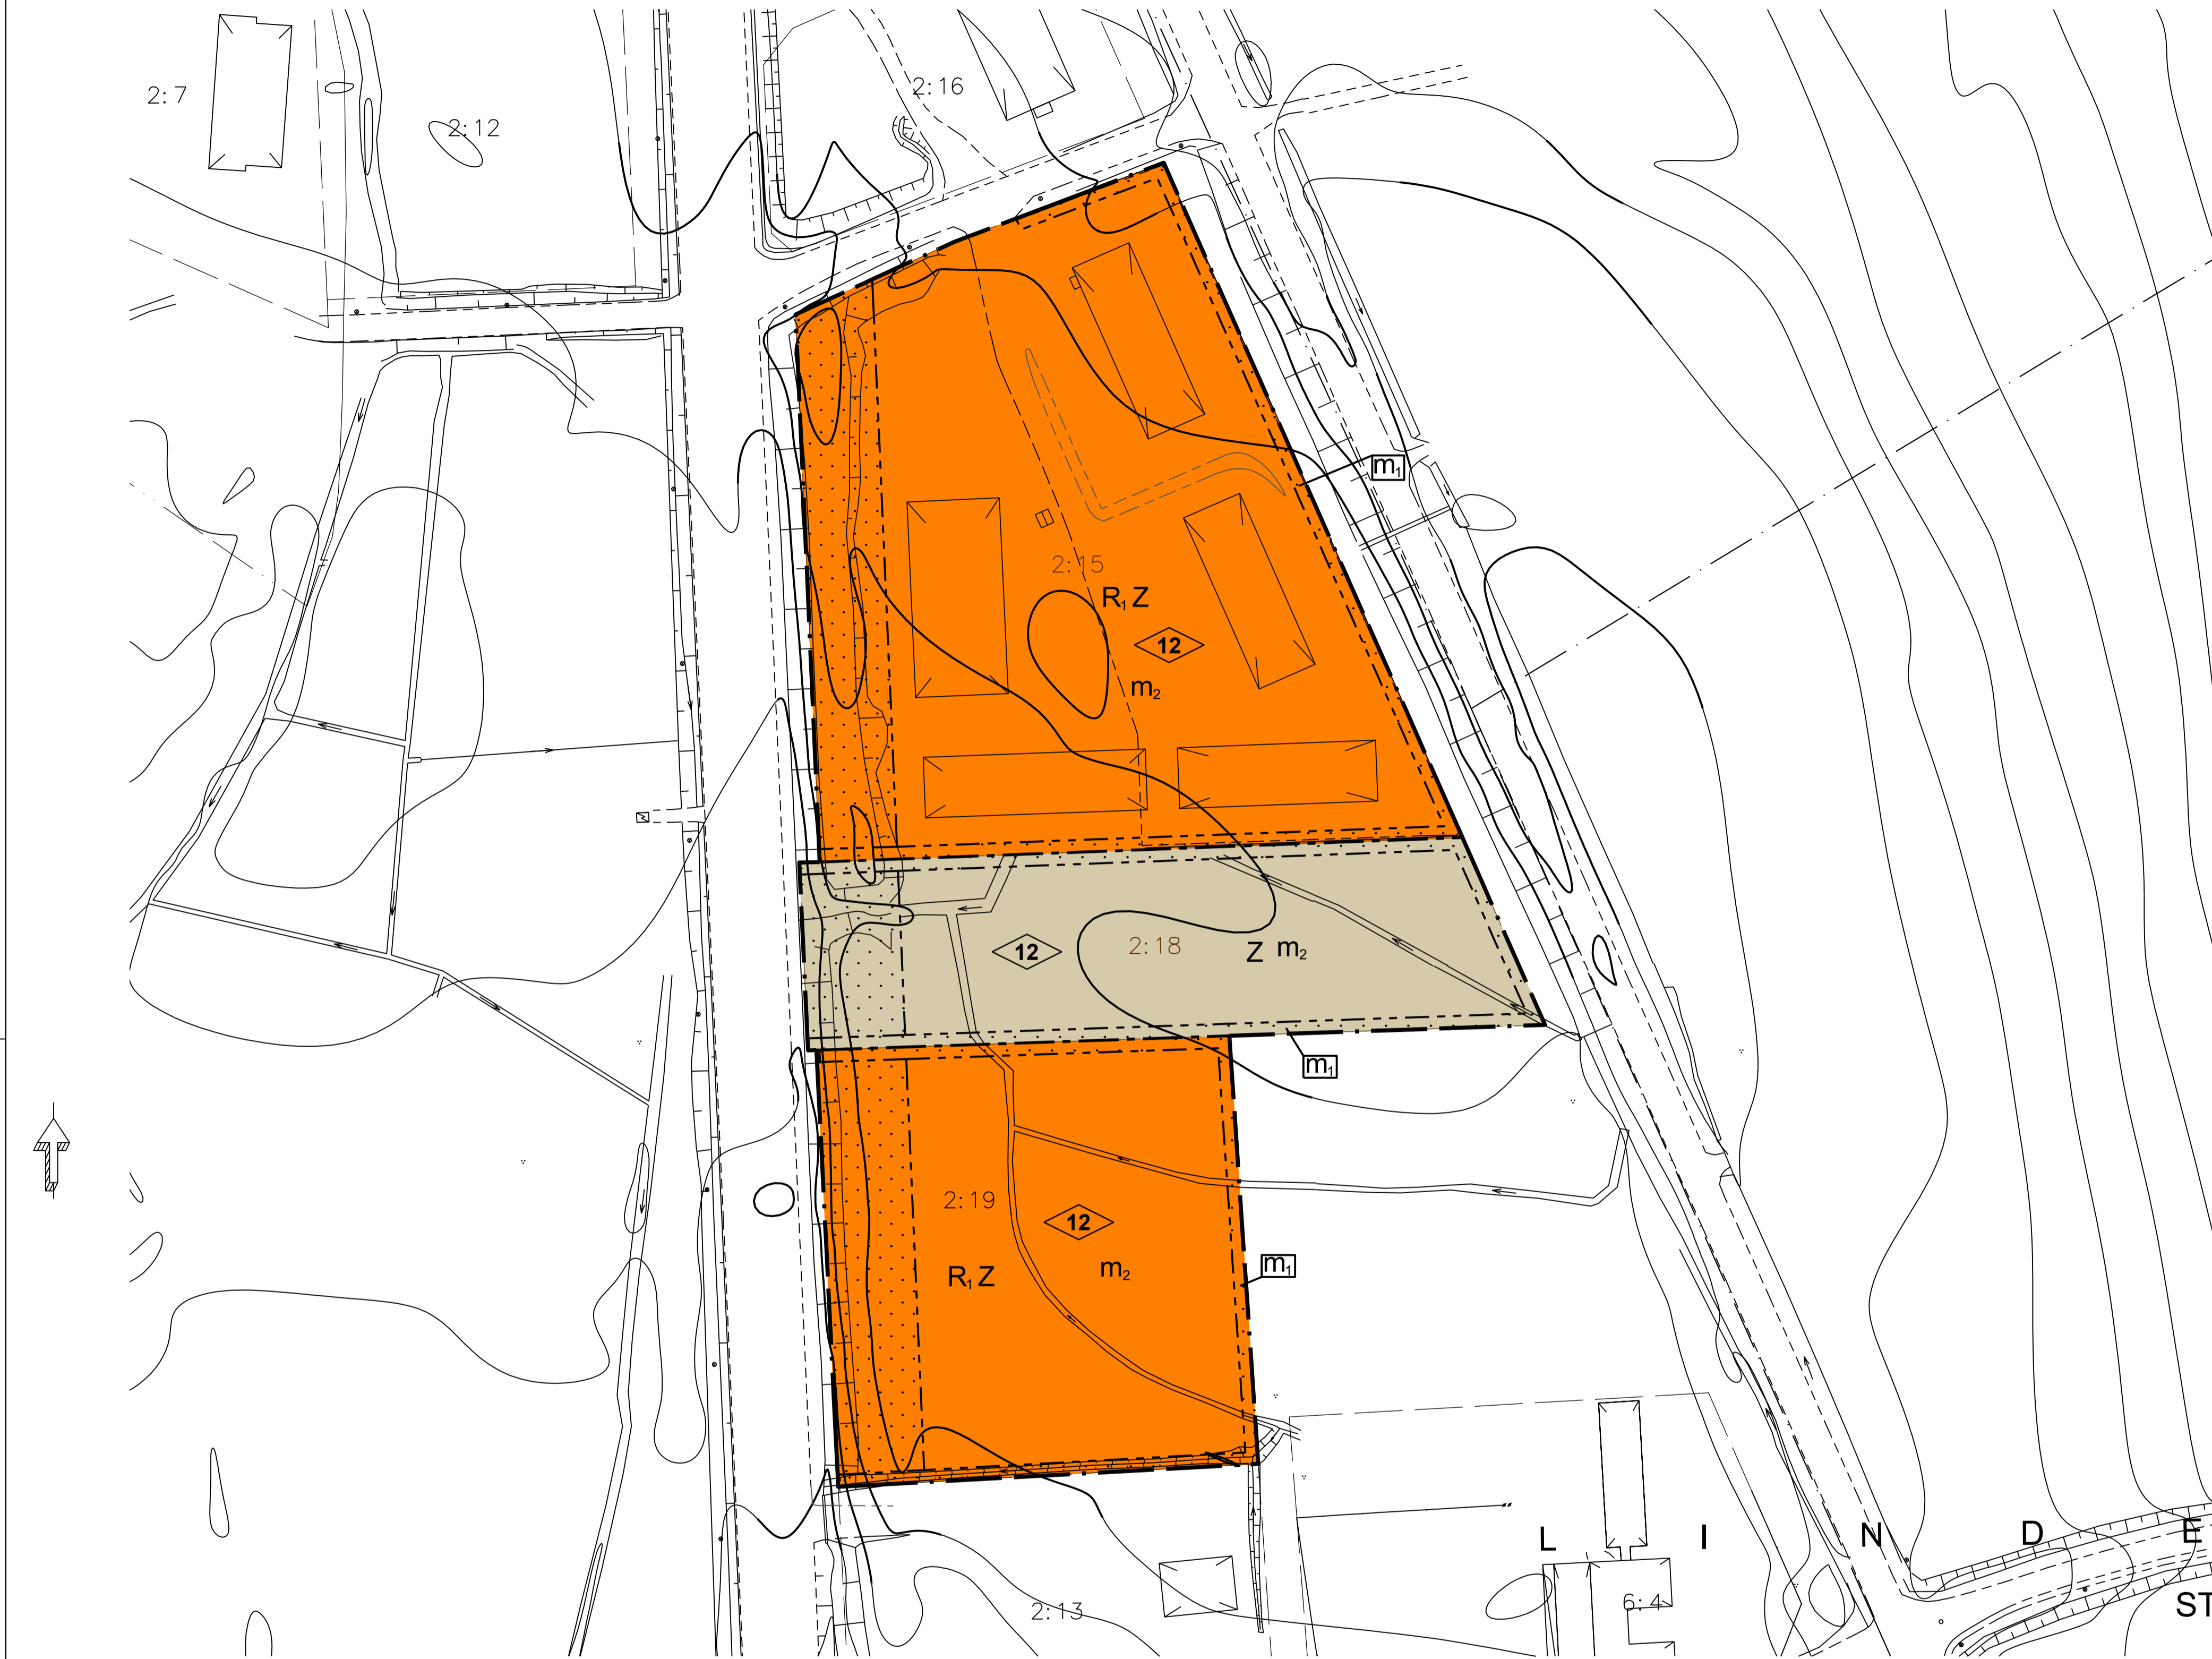 2:7
2:12
2:16
m₁
2:15
R₁ Z
12
m₂
12
2:18
Z m₂
m₁
2:19
12
R₁ Z
m₂
m₁
L I N D E
ST
2:13
6:4